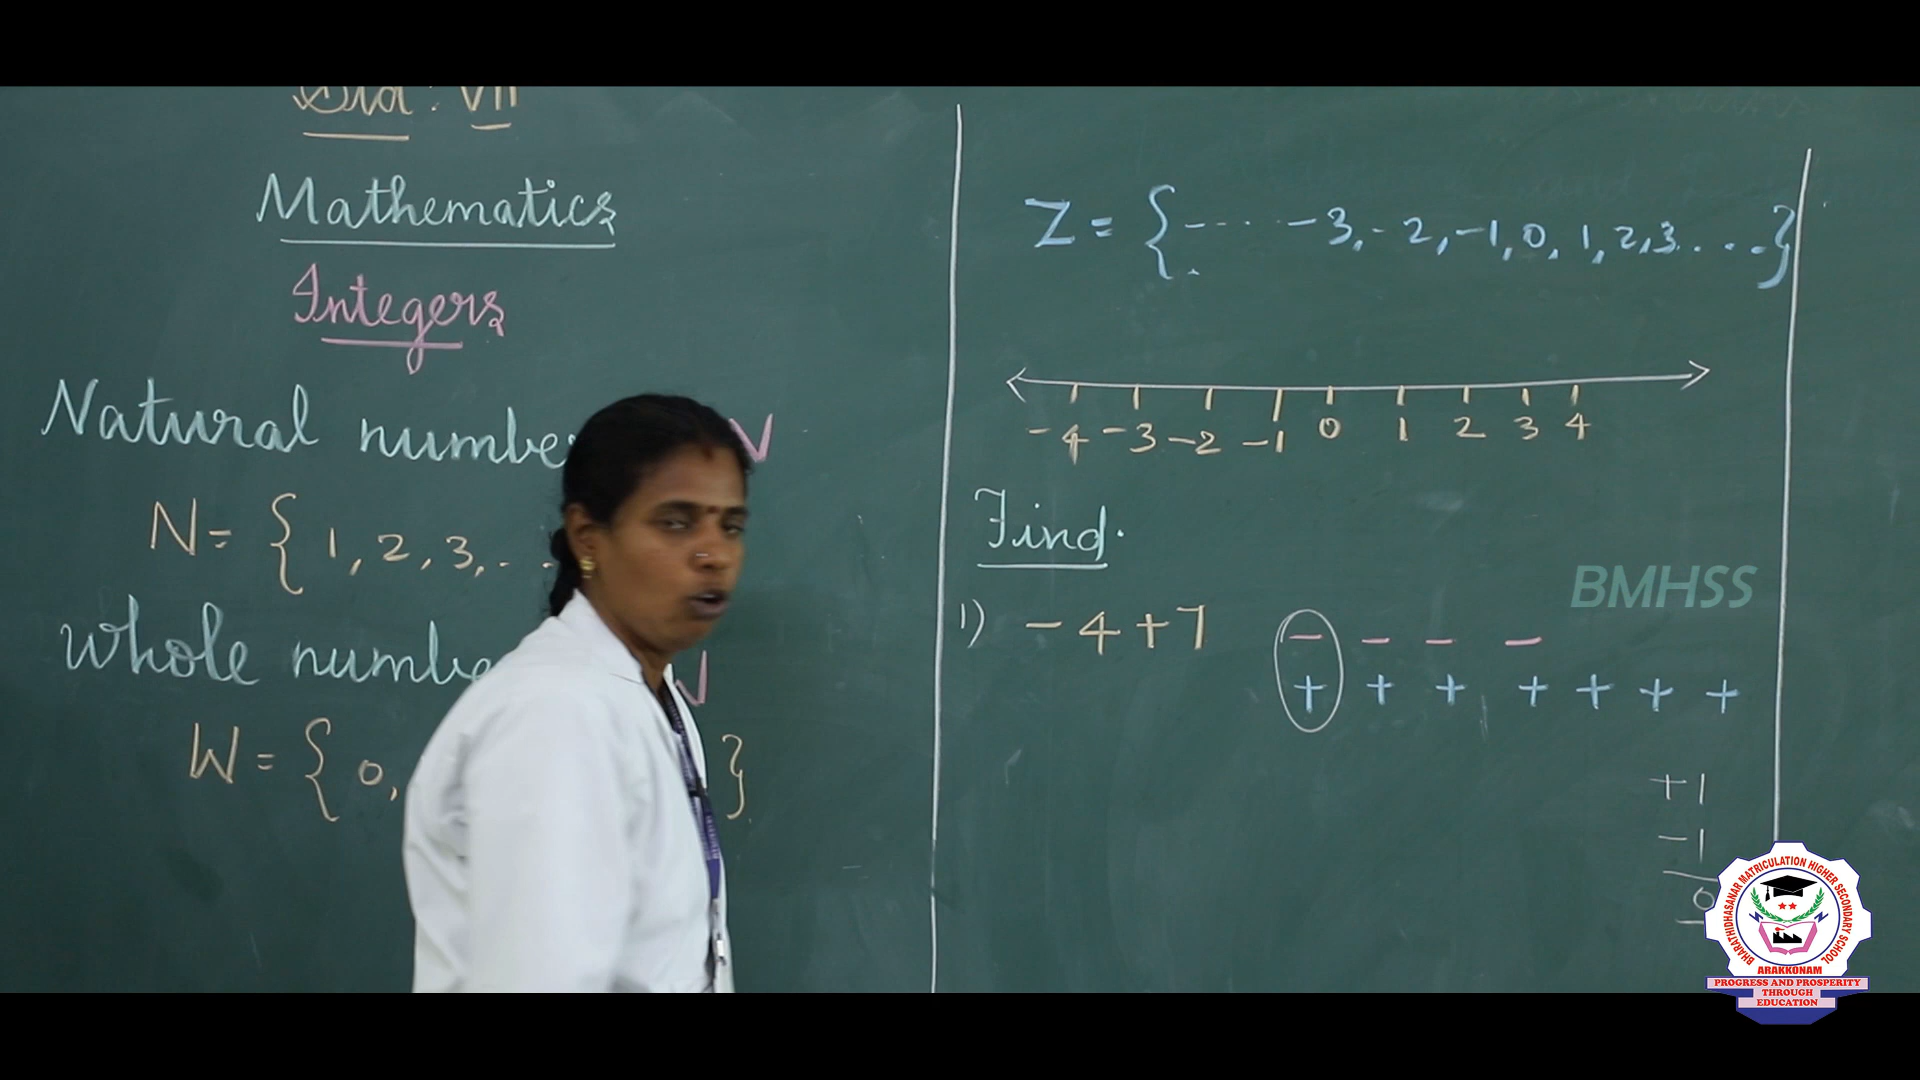 Std : VII
Mathematics
Integers
Natural number N
N = { 1, 2, 3, . .
Whole numbe
W = { 0, }
Z = { - - . . . -3, -2, -1, 0, 1, 2, 3. . . . }
-4 -3 -2 -1 0 1 2 3 4
Find.
1) -4+7
- - - -
+ + + + + + +
+1
-1
0
BMHSS
BHARATHIDHASANAR MATRICULATION HIGHER SECONDARY SCHOOL
ARAKKONAM
PROGRESS AND PROSPERITY
THROUGH
EDUCATION